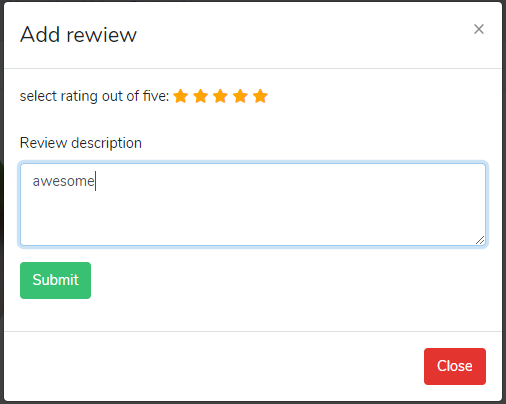 Add rewiew
×
select rating out of five:
Review description
awesome
Submit
Close